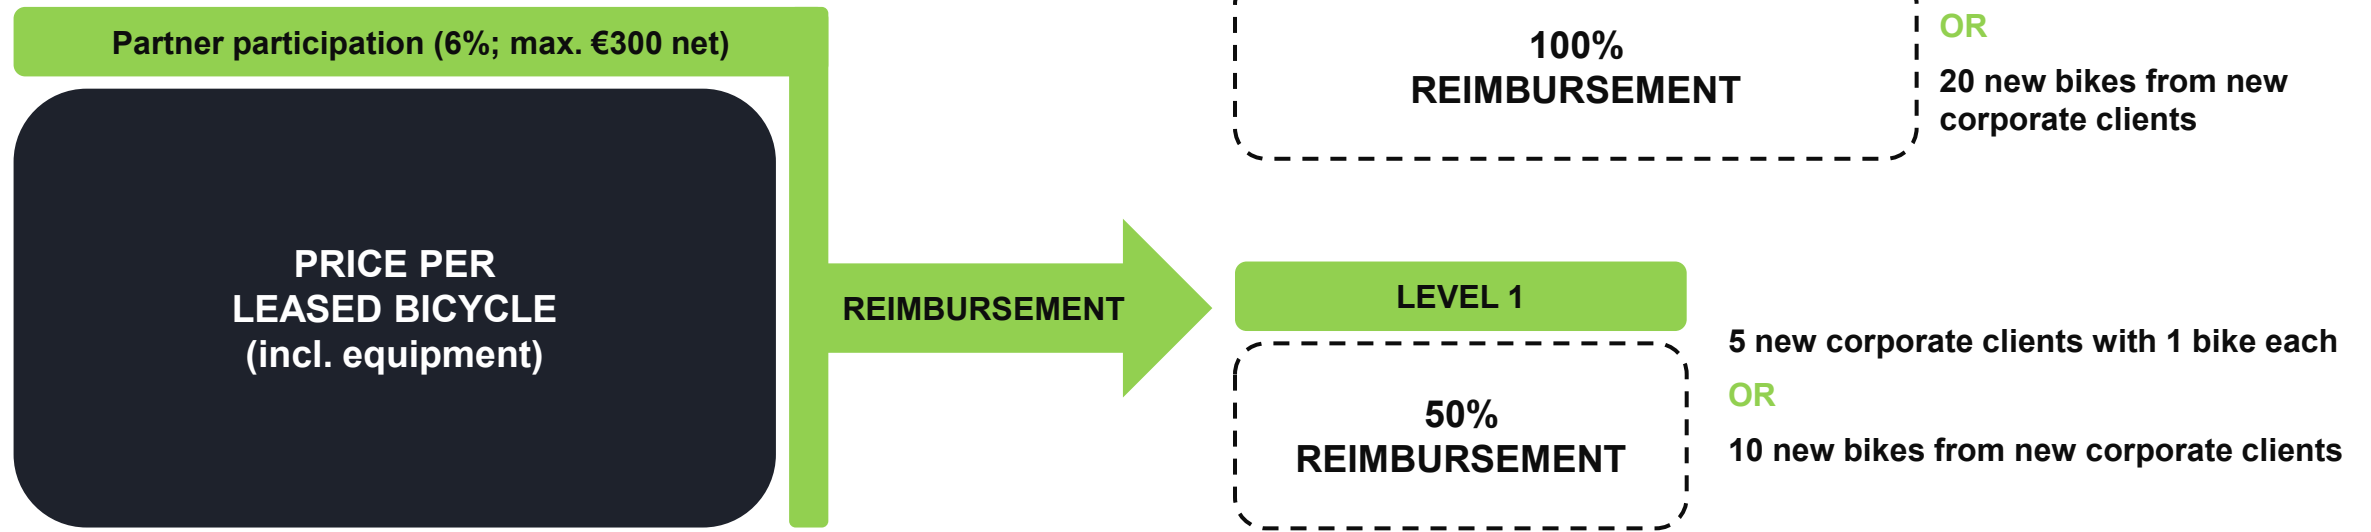 Partner participation (6%; max. €300 net)
PRICE PER
LEASED BICYCLE
(incl. equipment)
REIMBURSEMENT
100%
REIMBURSEMENT
OR
20 new bikes from new
corporate clients
LEVEL 1
50%
REIMBURSEMENT
5 new corporate clients with 1 bike each
OR
10 new bikes from new corporate clients